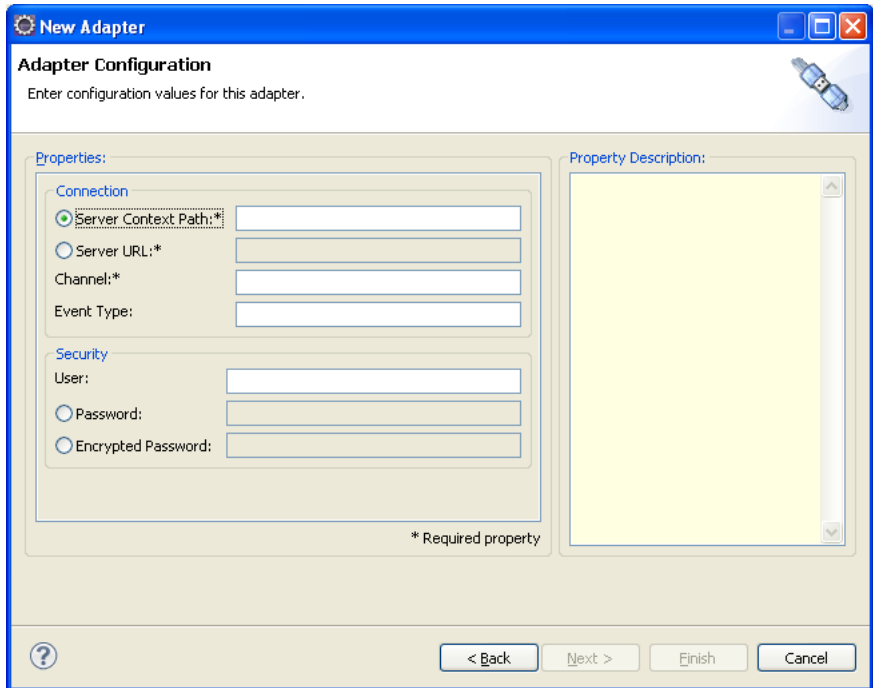 New Adapter
Adapter Configuration
Enter configuration values for this adapter.
Properties:
Connection
Server Context Path:*
Server URL:*
Channel:*
Event Type:
Security
User:
Password:
Encrypted Password:
* Required property
Property Description:
?
< Back
Next >
Finish
Cancel